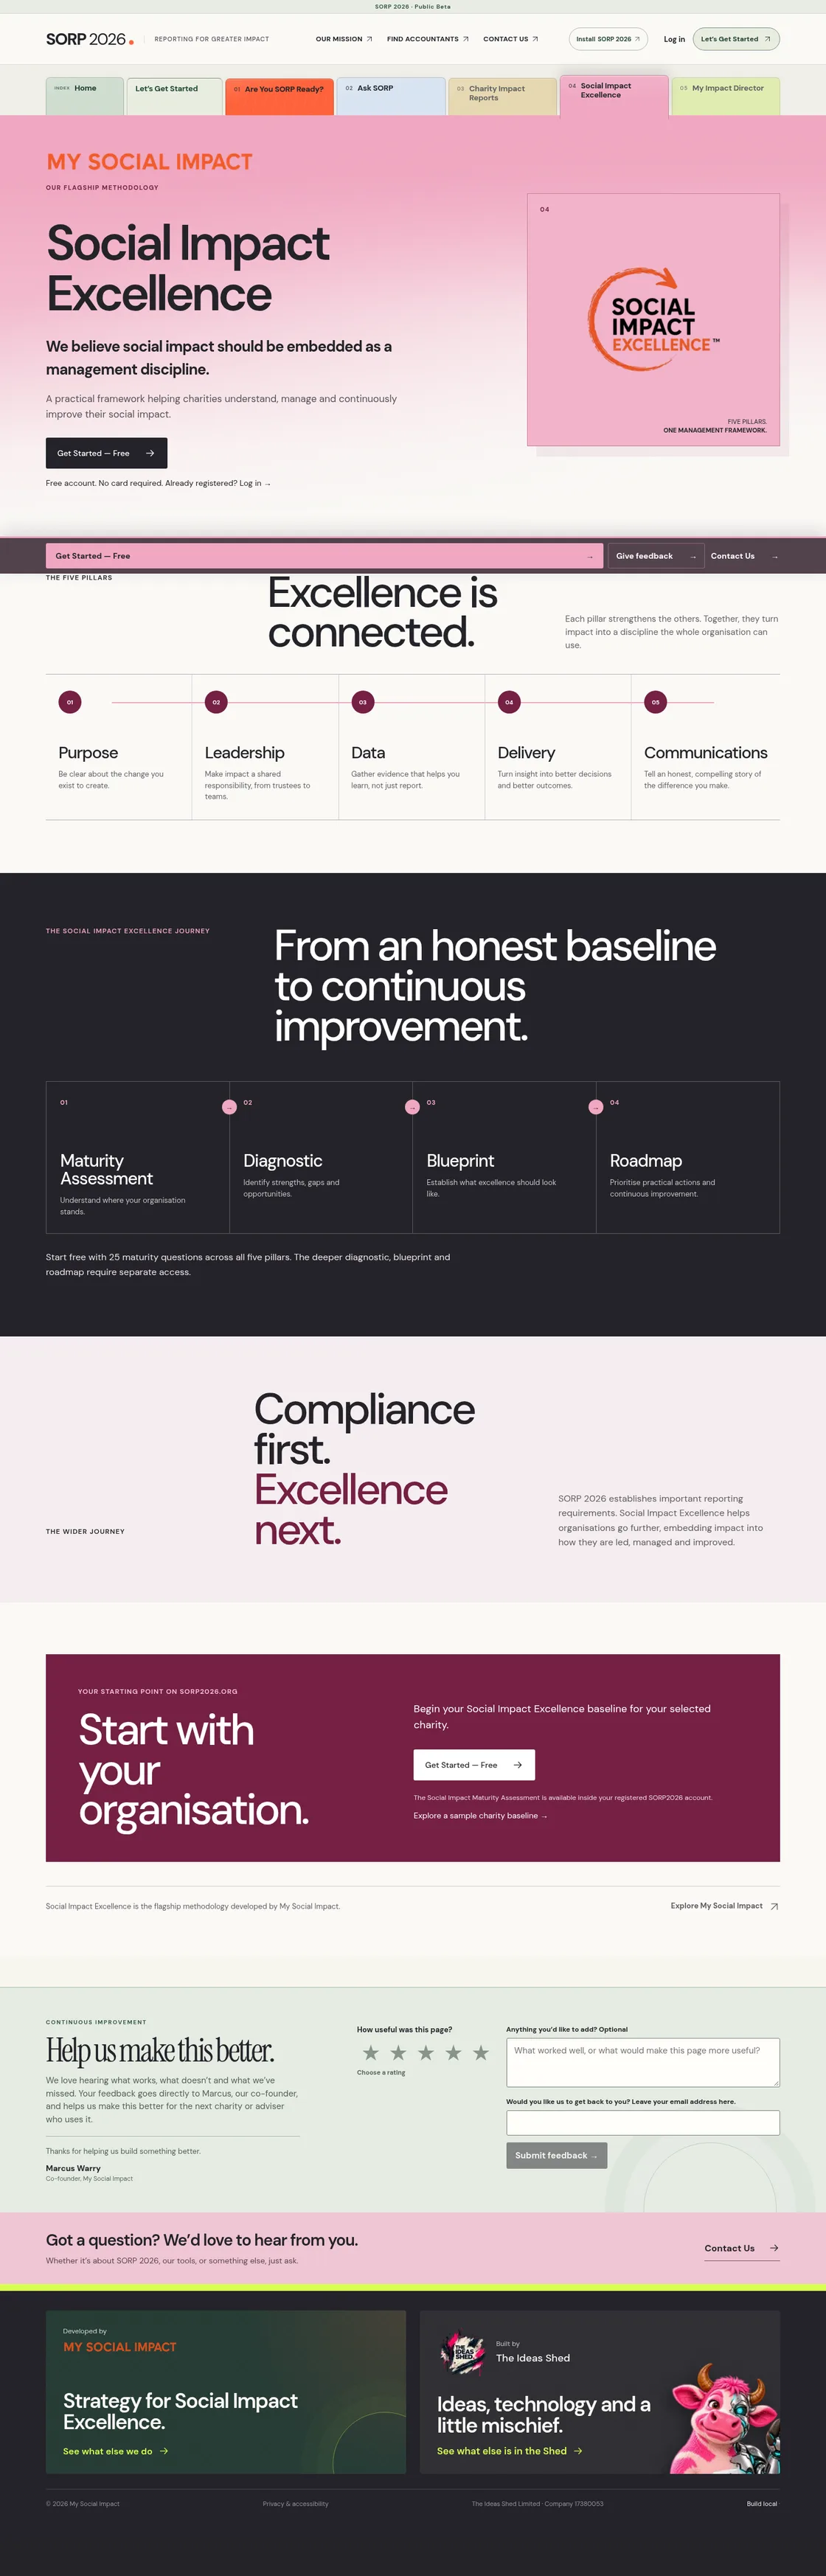 SORP 2026 · Public Beta
SORP 2026
REPORTING FOR GREATER IMPACT
OUR MISSION
FIND ACCOUNTANTS
CONTACT US
Install SORP 2026
Log in
Let's Get Started
INDEX Home
Let's Get Started
01 Are You SORP Ready?
02 Ask SORP
03 Charity Impact
Reports
04 Social Impact
Excellence
05 My Impact Director
MY SOCIAL IMPACT
OUR FLAGSHIP METHODOLOGY
Social Impact
Excellence
We believe social impact should be embedded as a
management discipline.
A practical framework helping charities understand, manage and continuously
improve their social impact.
Get Started — Free →
Free account. No card required. Already registered? Log in →
04
SOCIAL
IMPACT
EXCELLENCE™
FIVE PILLARS.
ONE MANAGEMENT FRAMEWORK.
Get Started — Free →
Give feedback →
Contact Us →
THE FIVE PILLARS
Excellence is
connected.
Each pillar strengthens the others. Together, they turn
impact into a discipline the whole organisation can
use.
01
Purpose
Be clear about the change you
exist to create.
02
Leadership
Make impact a shared
responsibility, from trustees to
teams.
03
Data
Gather evidence that helps you
learn, not just report.
04
Delivery
Turn insight into better decisions
and better outcomes.
05
Communications
Tell an honest, compelling story of
the difference you make.
THE SOCIAL IMPACT EXCELLENCE JOURNEY
From an honest baseline
to continuous
improvement.
01
Maturity
Assessment
Understand where your organisation
stands.
→
02
Diagnostic
Identify strengths, gaps and
opportunities.
→
03
Blueprint
Establish what excellence should look
like.
→
04
Roadmap
Prioritise practical actions and
continuous improvement.
Start free with 25 maturity questions across all five pillars. The deeper diagnostic, blueprint and
roadmap require separate access.
THE WIDER JOURNEY
Compliance
first.
Excellence
next.
SORP 2026 establishes important reporting
requirements. Social Impact Excellence helps
organisations go further, embedding impact into
how they are led, managed and improved.
YOUR STARTING POINT ON SORP2026.ORG
Start with
your
organisation.
Begin your Social Impact Excellence baseline for your selected
charity.
Get Started — Free →
The Social Impact Maturity Assessment is available inside your registered SORP2026 account.
Explore a sample charity baseline →
Social Impact Excellence is the flagship methodology developed by My Social Impact.
Explore My Social Impact
CONTINUOUS IMPROVEMENT
Help us make this better.
We love hearing what works, what doesn't and what we've
missed. Your feedback goes directly to Marcus, our co-founder,
and helps us make this better for the next charity or adviser
who uses it.
Thanks for helping us build something better.
Marcus Warry
Co-founder, My Social Impact
How useful was this page?
★ ★ ★ ★ ★
Choose a rating
Anything you'd like to add? Optional
What worked well, or what would make this page more useful?
Would you like us to get back to you? Leave your email address here.
Submit feedback →
Got a question? We'd love to hear from you.
Whether it's about SORP 2026, our tools, or something else, just ask.
Contact Us →
Developed by
MY SOCIAL IMPACT
Strategy for Social Impact
Excellence.
See what else we do →
THE
IDEAS
SHED.
Built by
The Ideas Shed
Ideas, technology and a
little mischief.
See what else is in the Shed →
© 2026 My Social Impact
Privacy & accessibility
The Ideas Shed Limited · Company 17380053
Build local